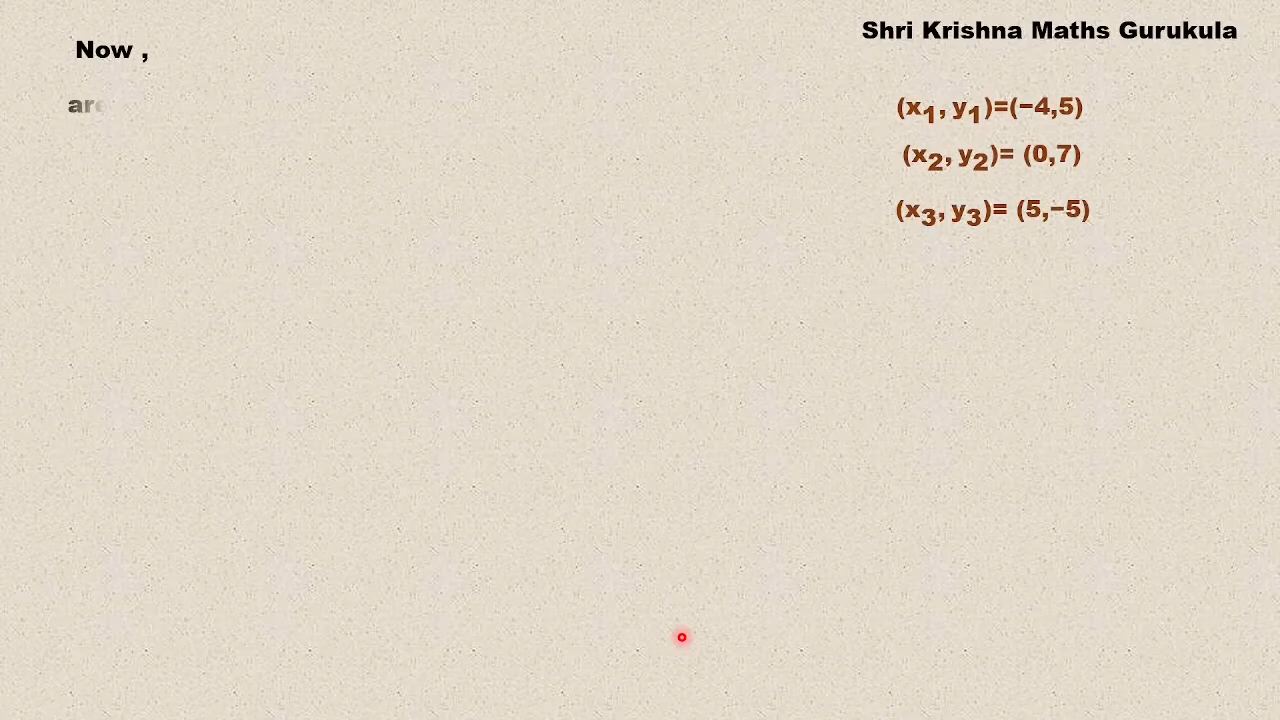 Shri Krishna Maths Gurukula
Now ,
(x₁, y₁)=(−4,5)
(x₂, y₂)= (0,7)
(x₃, y₃)= (5,−5)